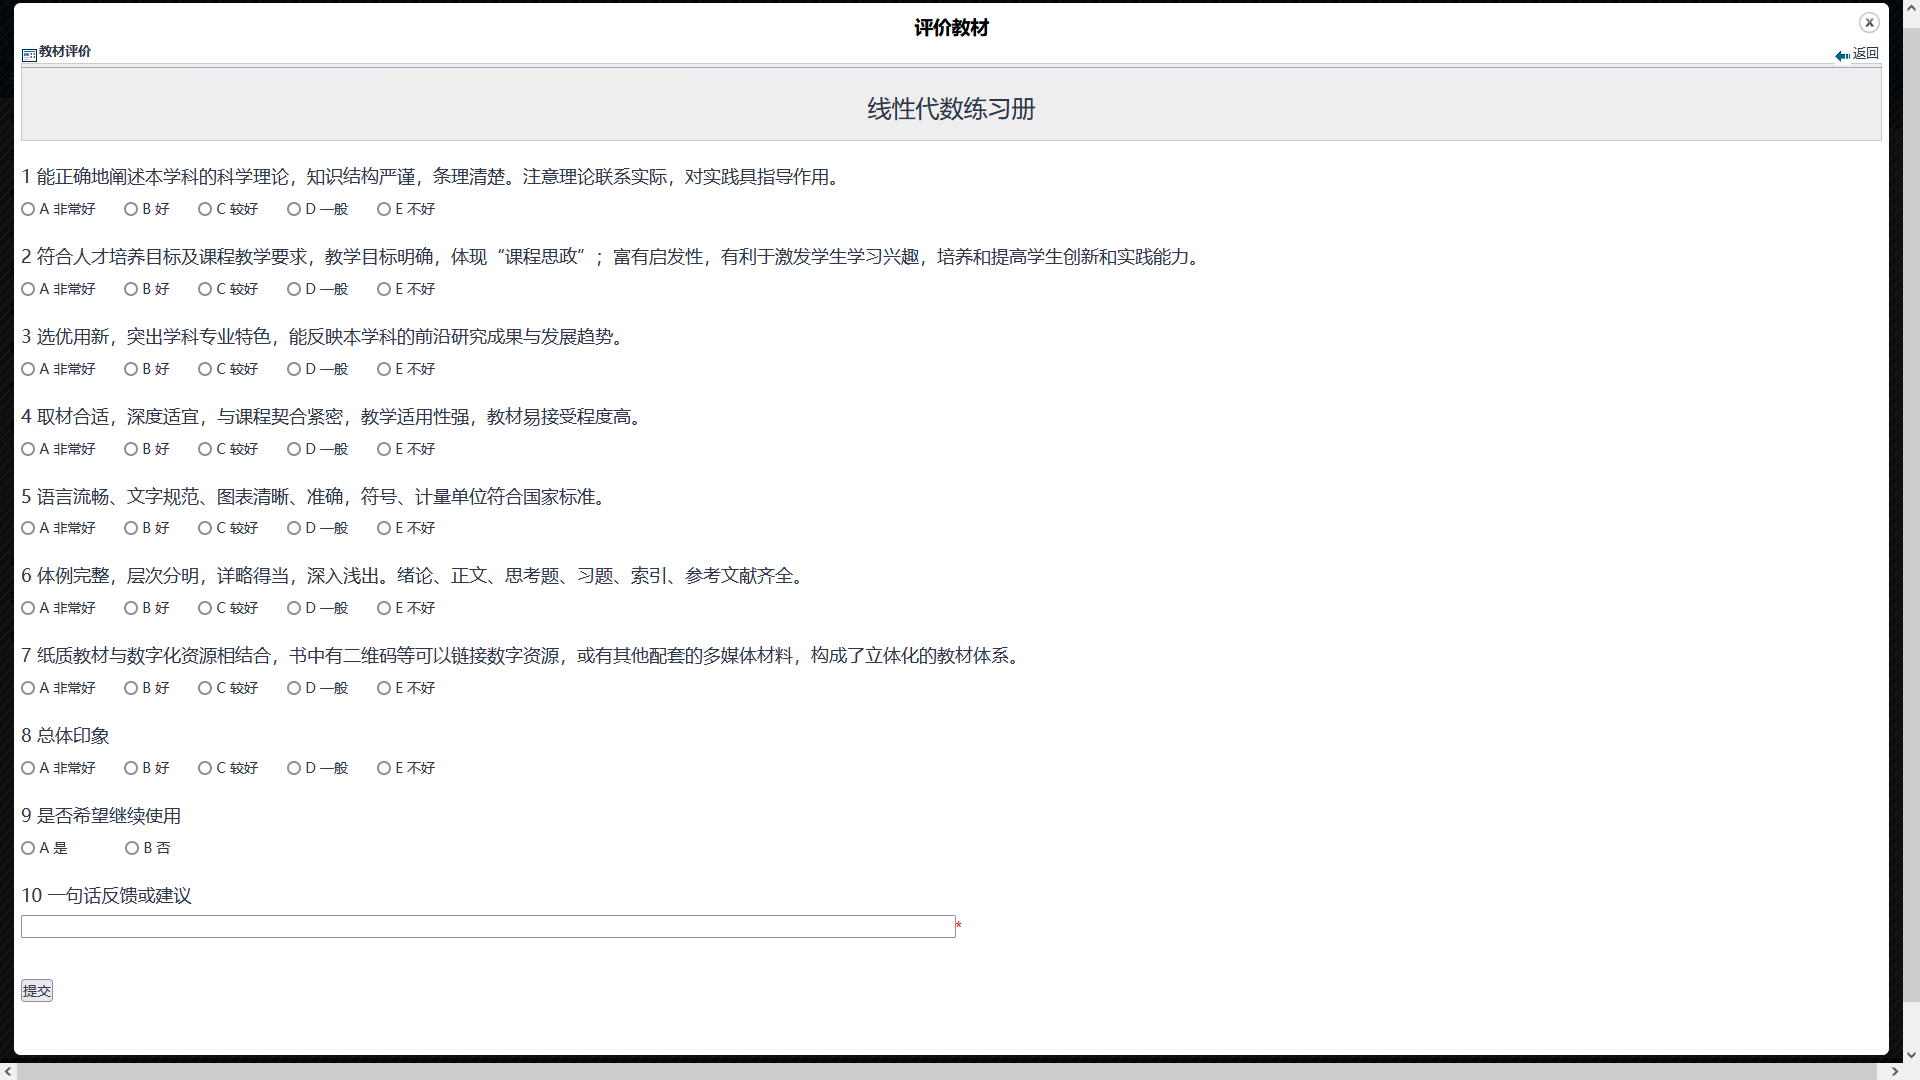 评价教材
教材评价
返回
线性代数练习册
1 能正确地阐述本学科的科学理论，知识结构严谨，条理清楚。注意理论联系实际，对实践具指导作用。
A 非常好 B 好 C 较好 D 一般 E 不好
2 符合人才培养目标及课程教学要求，教学目标明确，体现“课程思政”；富有启发性，有利于激发学生学习兴趣，培养和提高学生创新和实践能力。
A 非常好 B 好 C 较好 D 一般 E 不好
3 选优用新，突出学科专业特色，能反映本学科的前沿研究成果与发展趋势。
A 非常好 B 好 C 较好 D 一般 E 不好
4 取材合适，深度适宜，与课程契合紧密，教学适用性强，教材易接受程度高。
A 非常好 B 好 C 较好 D 一般 E 不好
5 语言流畅、文字规范、图表清晰、准确，符号、计量单位符合国家标准。
A 非常好 B 好 C 较好 D 一般 E 不好
6 体例完整，层次分明，详略得当，深入浅出。绪论、正文、思考题、习题、索引、参考文献齐全。
A 非常好 B 好 C 较好 D 一般 E 不好
7 纸质教材与数字化资源相结合，书中有二维码等可以链接数字资源，或有其他配套的多媒体材料，构成了立体化的教材体系。
A 非常好 B 好 C 较好 D 一般 E 不好
8 总体印象
A 非常好 B 好 C 较好 D 一般 E 不好
9 是否希望继续使用
A 是 B 否
10 一句话反馈或建议
*
提交